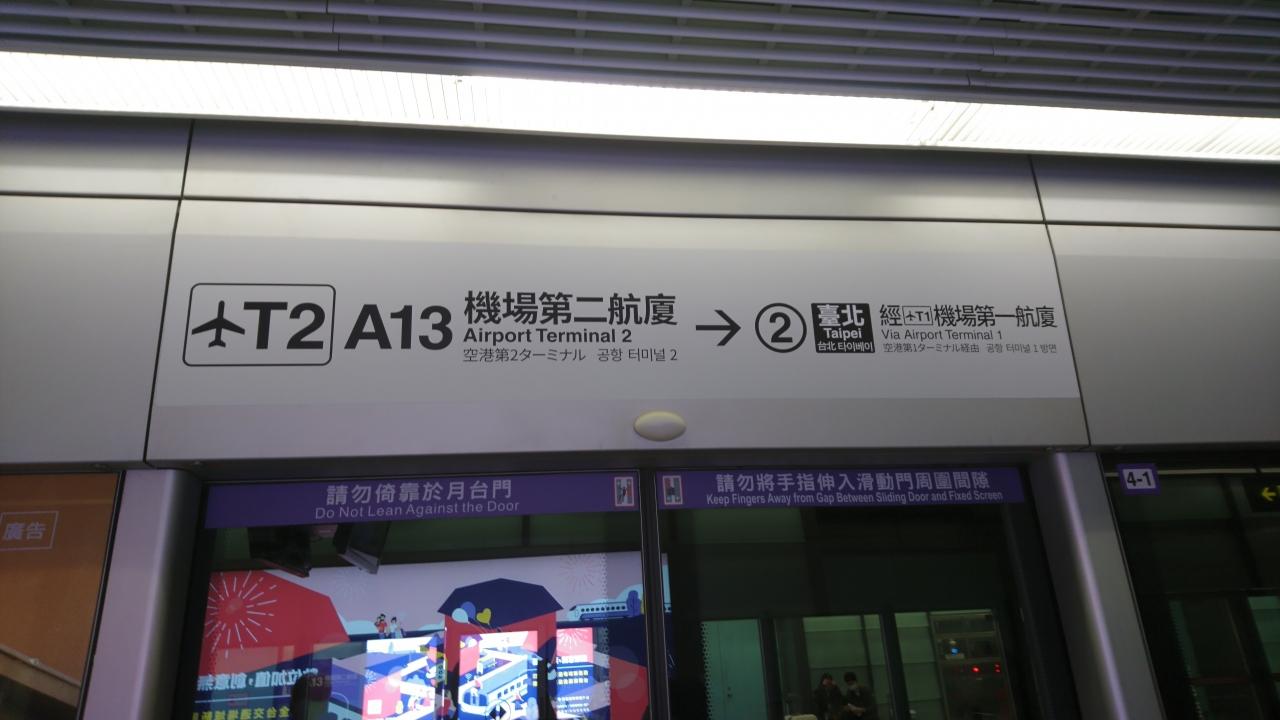 T2 A13 機場第二航廈
Airport Terminal 2
空港第2ターミナル 공항 터미널 2
→ ② 臺北
Taipei
台北 타이베이
經 T1 機場第一航廈
Via Airport Terminal 1
空港第1ターミナル経由 공항 터미널 1 방면
請勿倚靠於月台門
Do Not Lean Against the Door
請勿將手指伸入滑動門周圍間隙
Keep Fingers Away from Gap Between Sliding Door and Fixed Screen
4-1
廣告